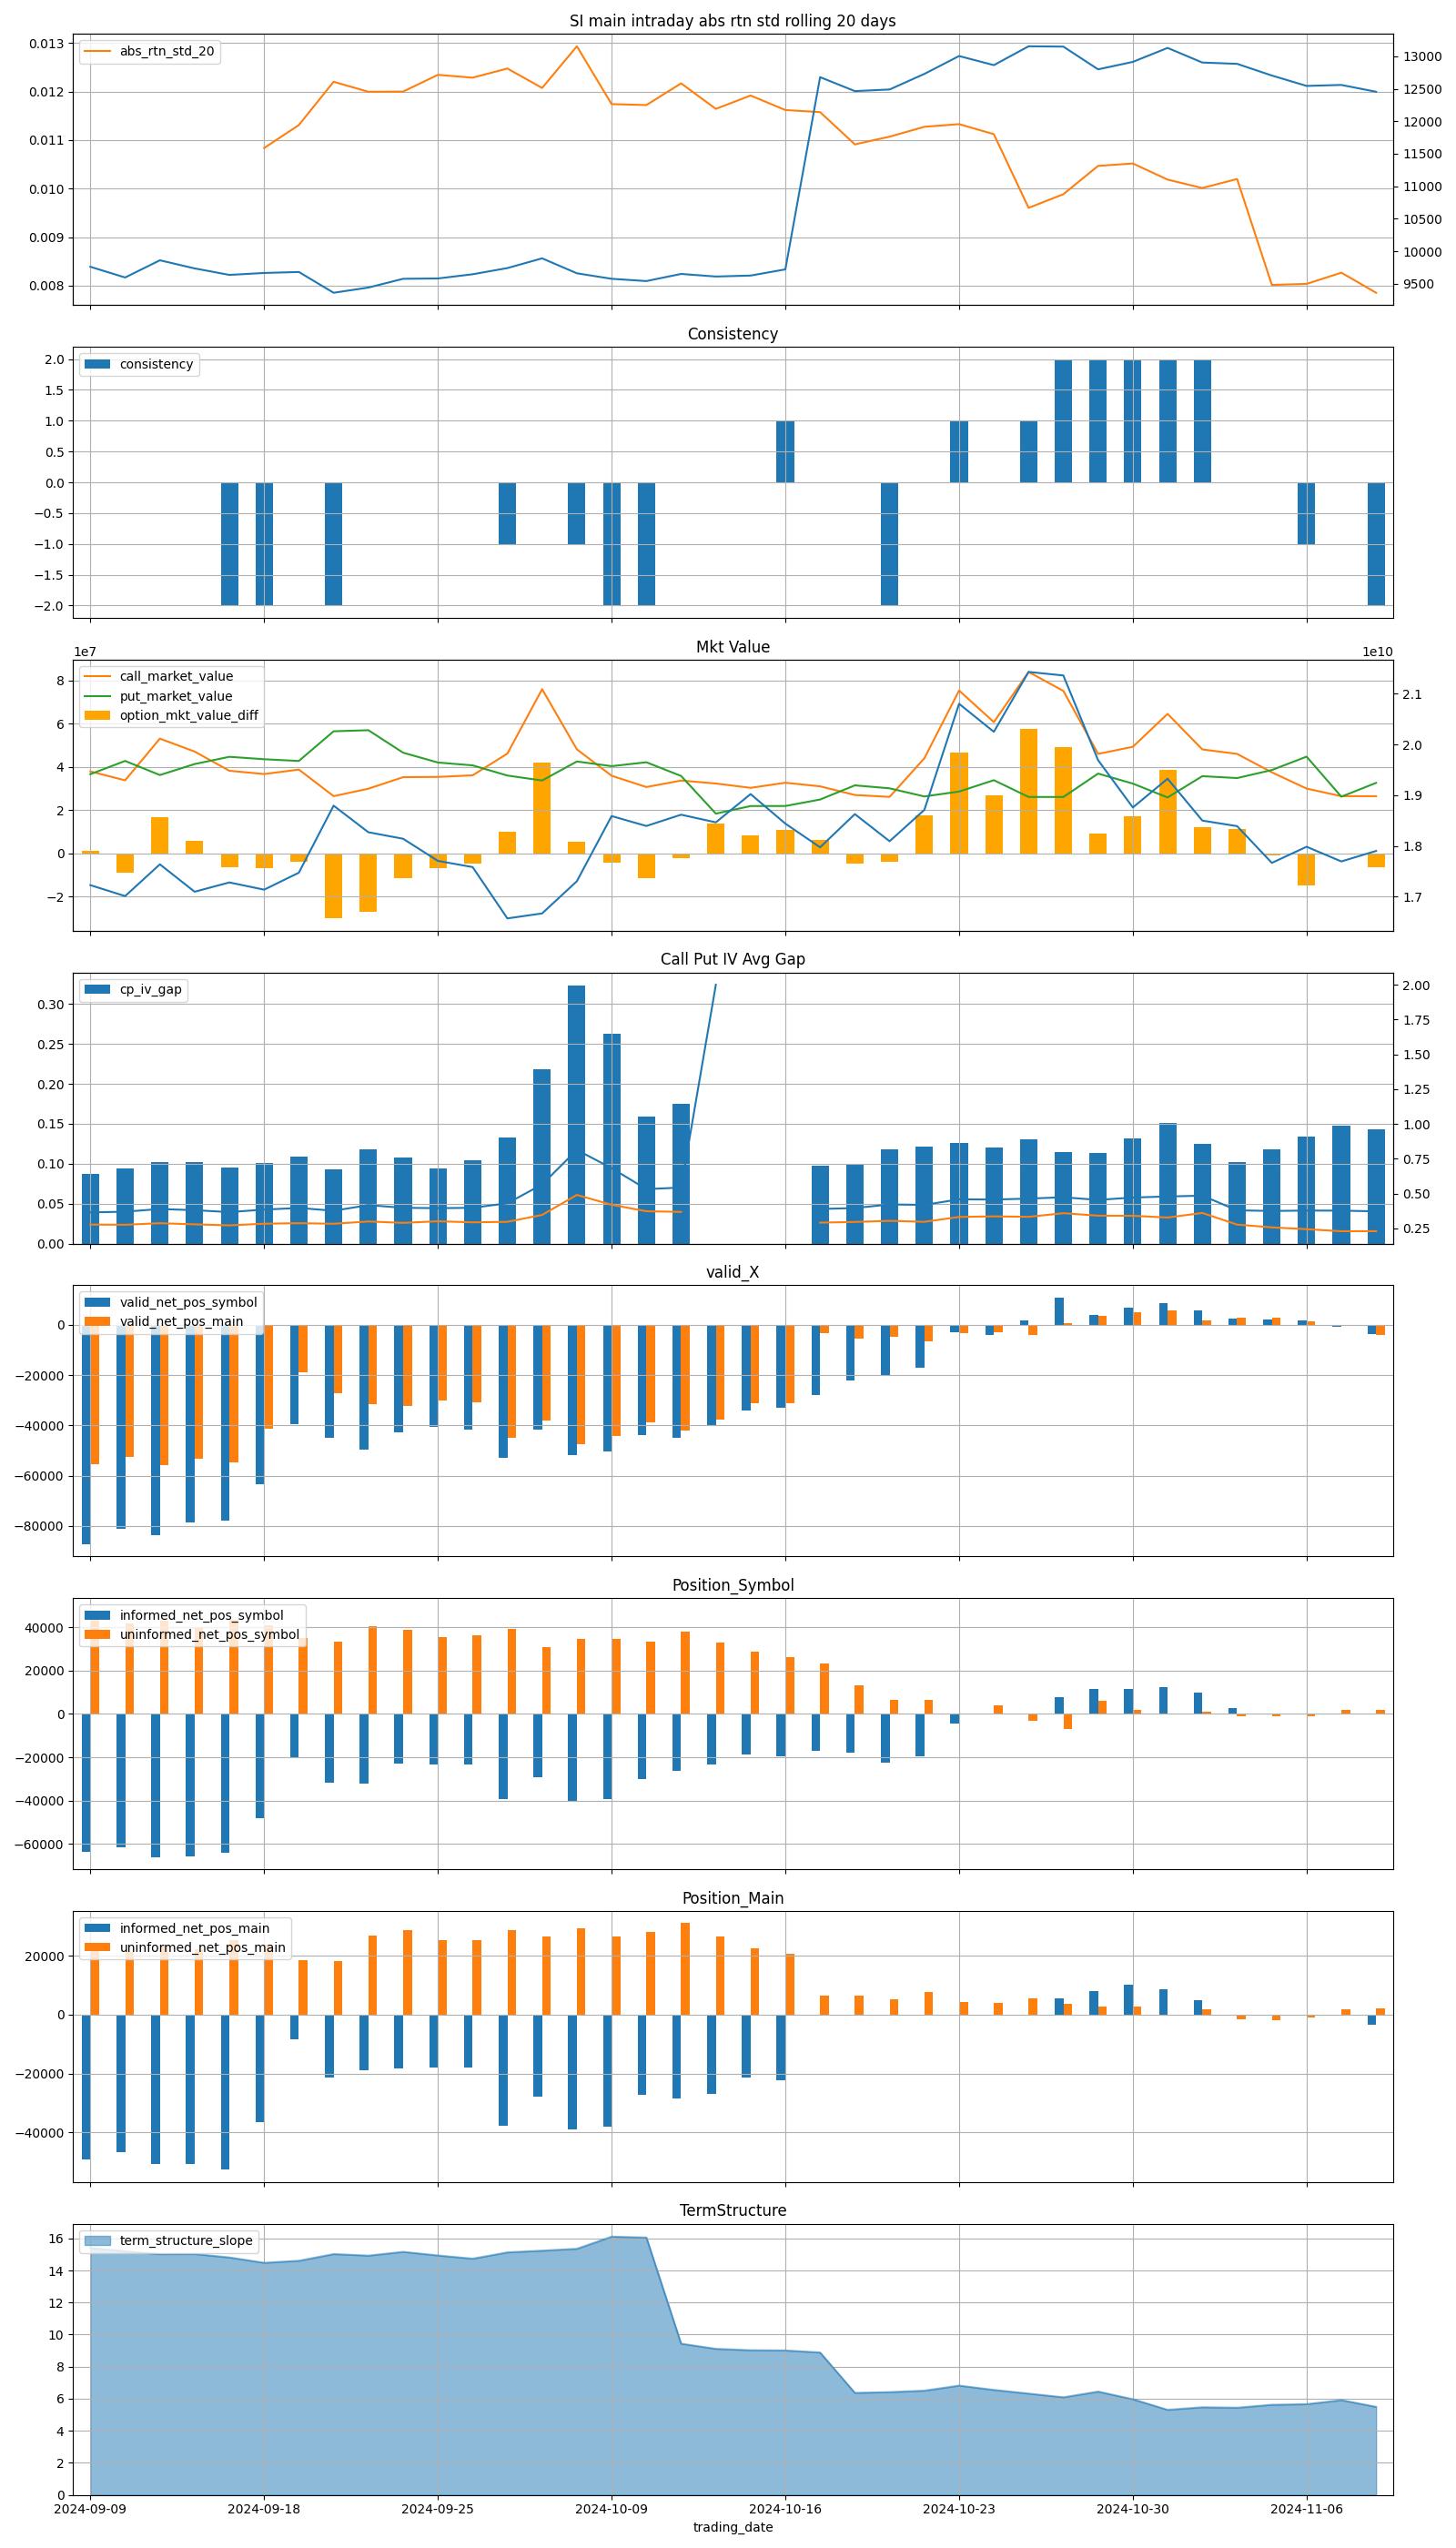 SI main intraday abs rtn std rolling 20 days
abs_rtn_std_20
0.013
0.012
0.011
0.010
0.009
0.008
13000
12500
12000
11500
11000
10500
10000
9500
Consistency
consistency
2.0
1.5
1.0
0.5
0.0
−0.5
−1.0
−1.5
−2.0
Mkt Value
1e7
1e10
call_market_value
put_market_value
option_mkt_value_diff
8
6
4
2
0
−2
2.1
2.0
1.9
1.8
1.7
Call Put IV Avg Gap
cp_iv_gap
0.30
0.25
0.20
0.15
0.10
0.05
0.00
2.00
1.75
1.50
1.25
1.00
0.75
0.50
0.25
valid_X
valid_net_pos_symbol
valid_net_pos_main
0
−20000
−40000
−60000
−80000
Position_Symbol
informed_net_pos_symbol
uninformed_net_pos_symbol
40000
20000
0
−20000
−40000
−60000
Position_Main
informed_net_pos_main
uninformed_net_pos_main
20000
0
−20000
−40000
TermStructure
term_structure_slope
16
14
12
10
8
6
4
2
0
2024-09-09 2024-09-18 2024-09-25 2024-10-09 2024-10-16 2024-10-23 2024-10-30 2024-11-06
trading_date